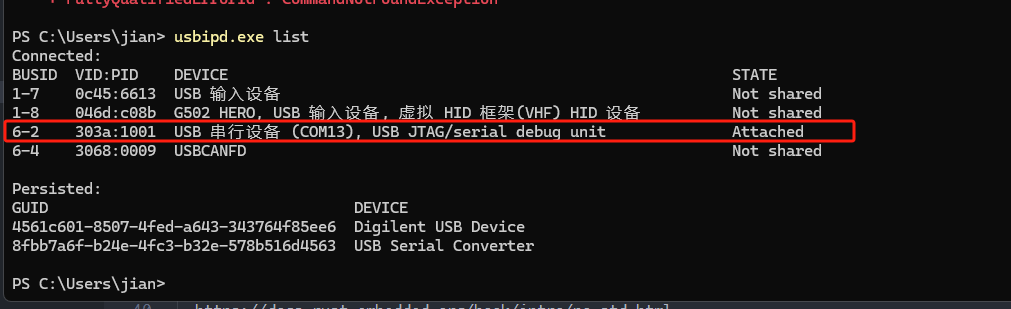 + FullyQualifiedErrorId : CommandNotFoundException
PS C:\Users\jian> usbipd.exe list
Connected:
BUSID  VID:PID    DEVICE                                                        STATE
1-7    0c45:6613  USB 输入设备                                                  Not shared
1-8    046d:c08b  G502 HERO, USB 输入设备, 虚拟 HID 框架(VHF) HID 设备          Not shared
6-2    303a:1001  USB 串行设备 (COM13), USB JTAG/serial debug unit              Attached
6-4    3068:0009  USBCANFD                                                      Not shared
Persisted:
GUID                                  DEVICE
4561c601-8507-4fed-a643-343764f85ee6  Digilent USB Device
8fbb7a6f-b24e-4fc3-b32e-578b516d4563  USB Serial Converter
PS C:\Users\jian>